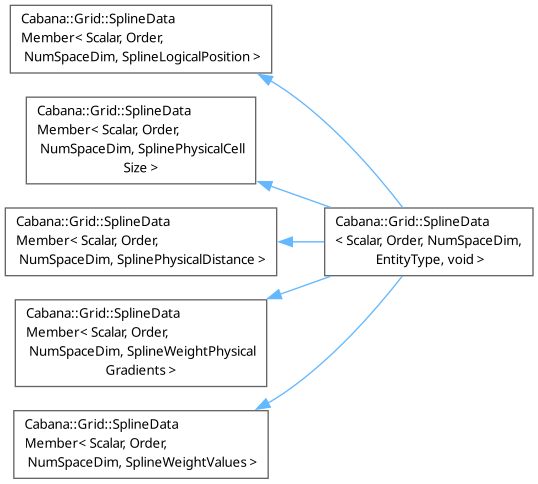 Cabana::Grid::SplineData
Member< Scalar, Order,
NumSpaceDim, SplineLogicalPosition >
Cabana::Grid::SplineData
Member< Scalar, Order,
NumSpaceDim, SplinePhysicalCell
Size >
Cabana::Grid::SplineData
Member< Scalar, Order,
NumSpaceDim, SplinePhysicalDistance >
Cabana::Grid::SplineData
Member< Scalar, Order,
NumSpaceDim, SplineWeightPhysical
Gradients >
Cabana::Grid::SplineData
Member< Scalar, Order,
NumSpaceDim, SplineWeightValues >
Cabana::Grid::SplineData
< Scalar, Order, NumSpaceDim,
EntityType, void >